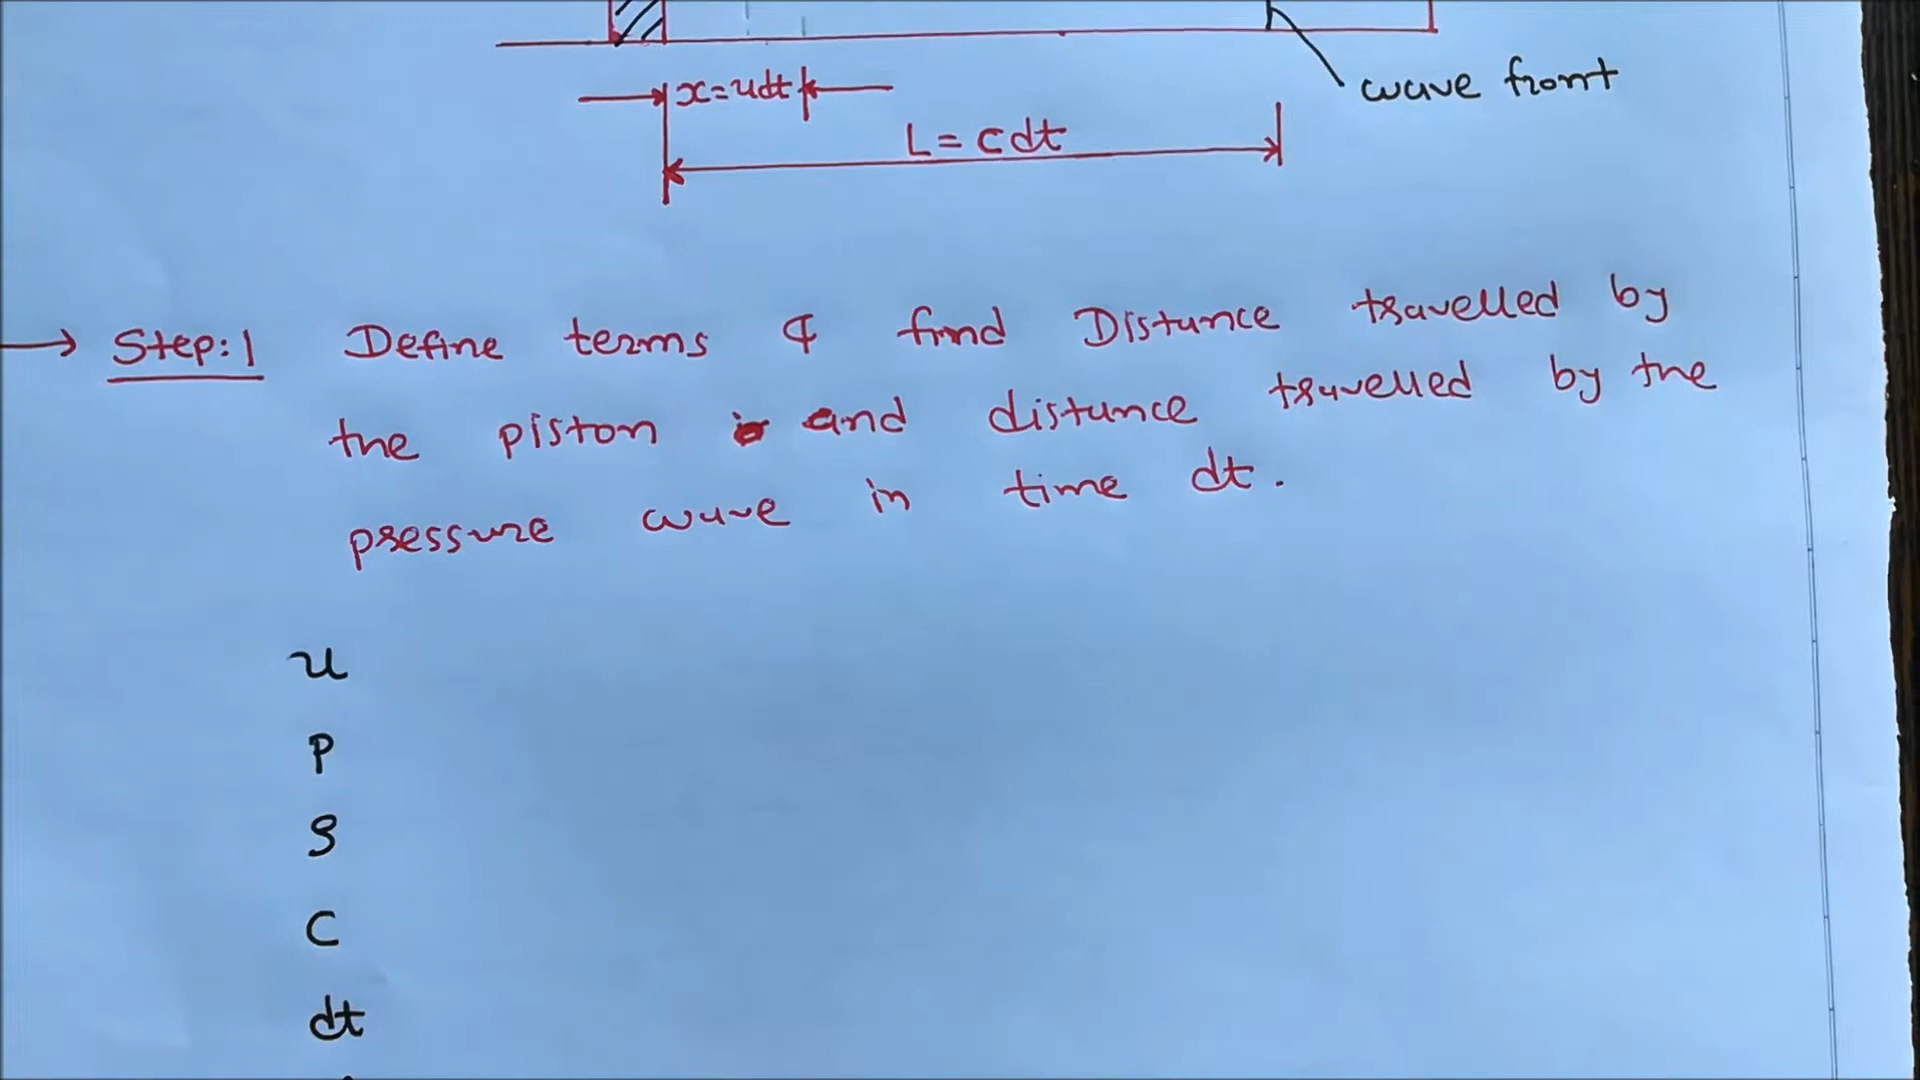 x=udt
wave front
L = cdt
→ Step:1 Define terms & find Distance travelled by
the piston and distance travelled by the
pressure wave in time dt.
u
P
ρ
C
dt